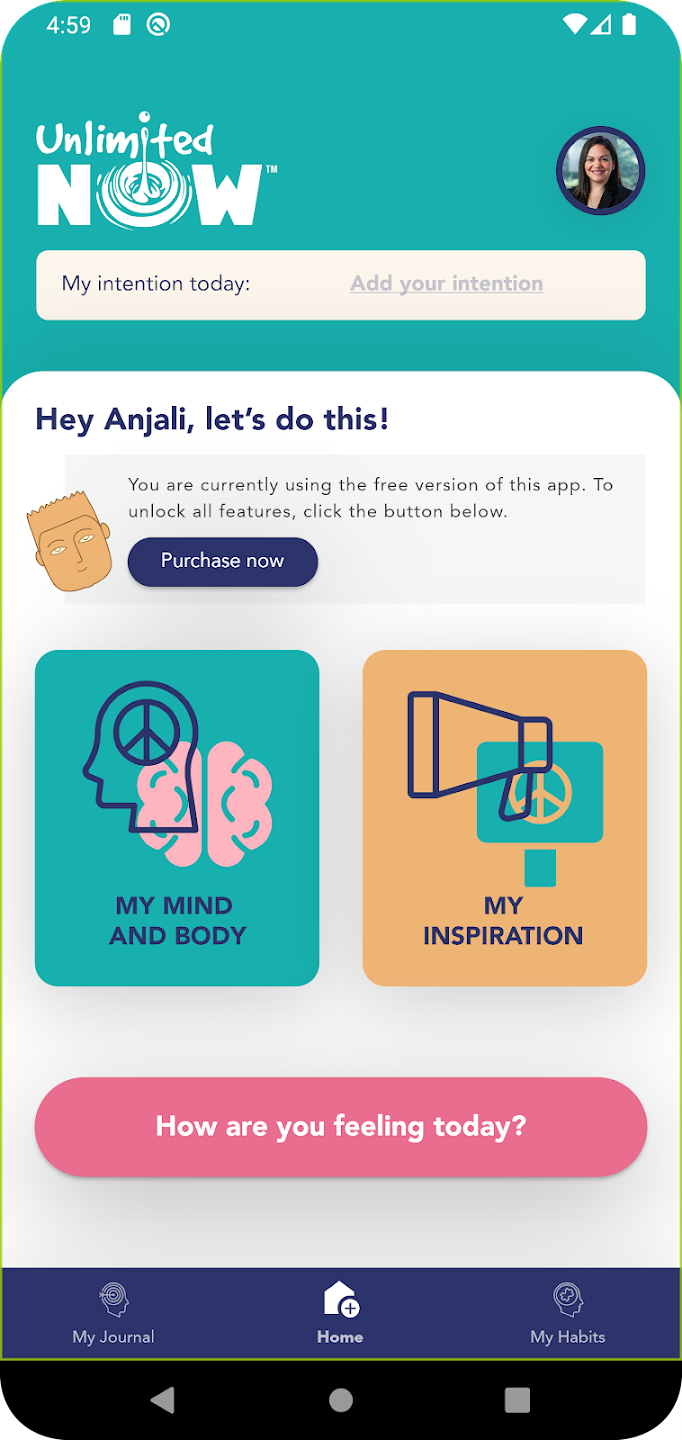 4:59
Unlimited
NOW™
My intention today: Add your intention
Hey Anjali, let’s do this!
You are currently using the free version of this app. To
unlock all features, click the button below.
Purchase now
MY MIND
AND BODY
MY
INSPIRATION
How are you feeling today?
My Journal
Home
My Habits